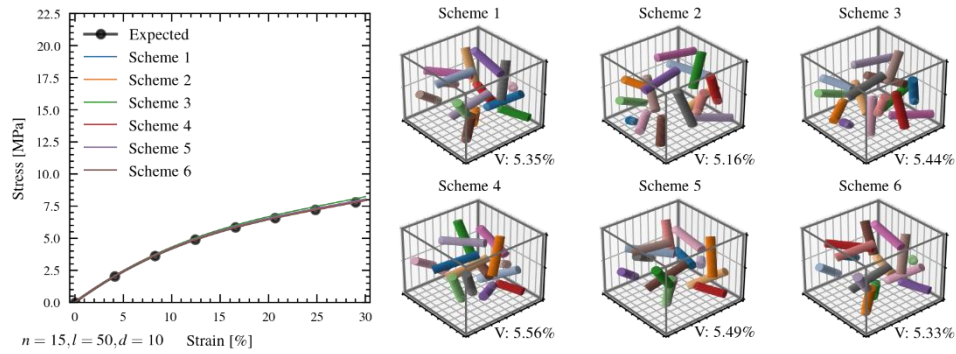 Stress [MPa]
22.5
20.0
17.5
15.0
12.5
10.0
7.5
5.0
2.5
0.0
Expected
Scheme 1
Scheme 2
Scheme 3
Scheme 4
Scheme 5
Scheme 6
0 5 10 15 20 25 30
n = 15, l = 50, d = 10 Strain [%]
Scheme 1
V: 5.35%
Scheme 2
V: 5.16%
Scheme 3
V: 5.44%
Scheme 4
V: 5.56%
Scheme 5
V: 5.49%
Scheme 6
V: 5.33%